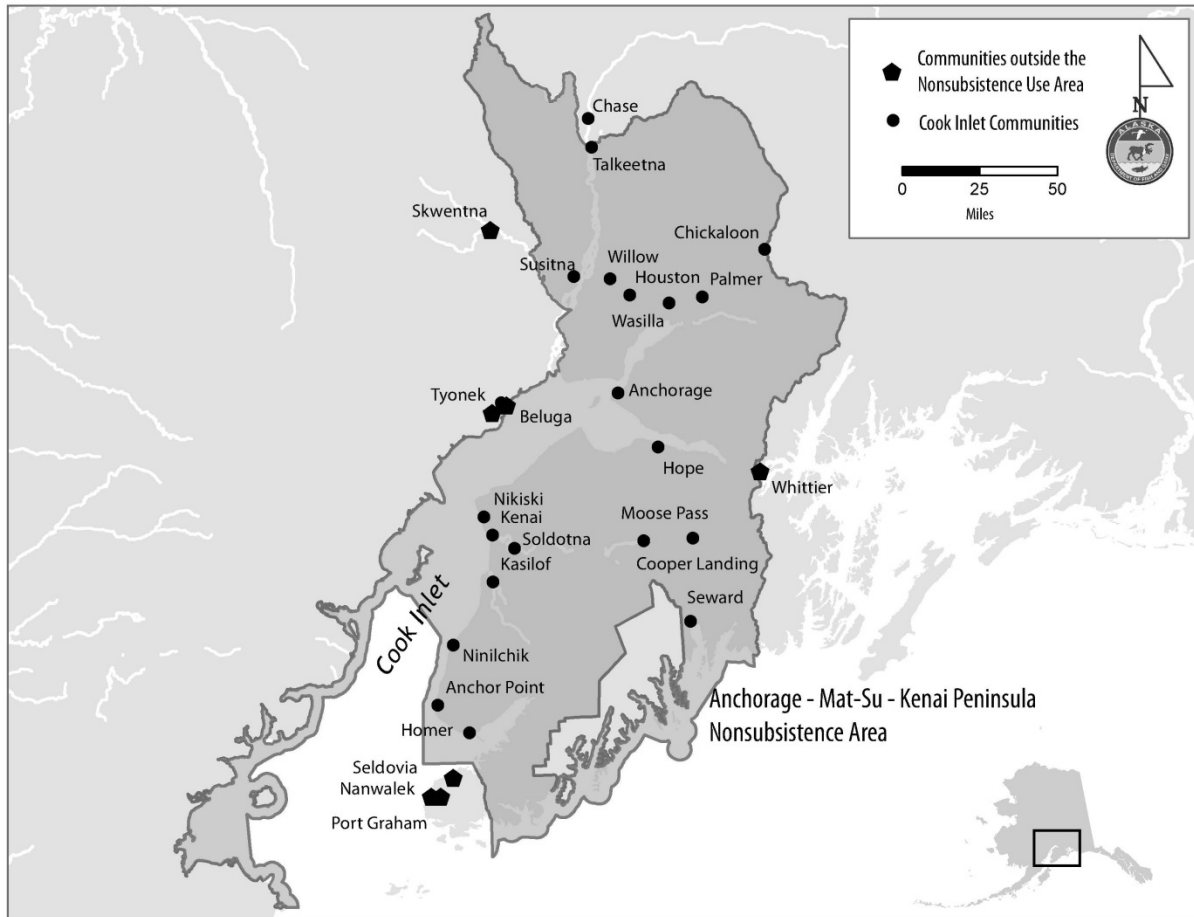 Communities outside the
Nonsubsistence Use Area
Cook Inlet Communities
N
ALASKA
0
25
50
Miles
Chase
Talkeetna
Skwentna
Chickaloon
Susitna
Willow
Houston
Palmer
Wasilla
Tyonek
Beluga
Anchorage
Hope
Whittier
Nikiski
Kenai
Soldotna
Kasilof
Moose Pass
Cooper Landing
Seward
Cook Inlet
Ninilchik
Anchor Point
Homer
Anchorage - Mat-Su - Kenai Peninsula
Nonsubsistence Area
Seldovia
Nanwalek
Port Graham